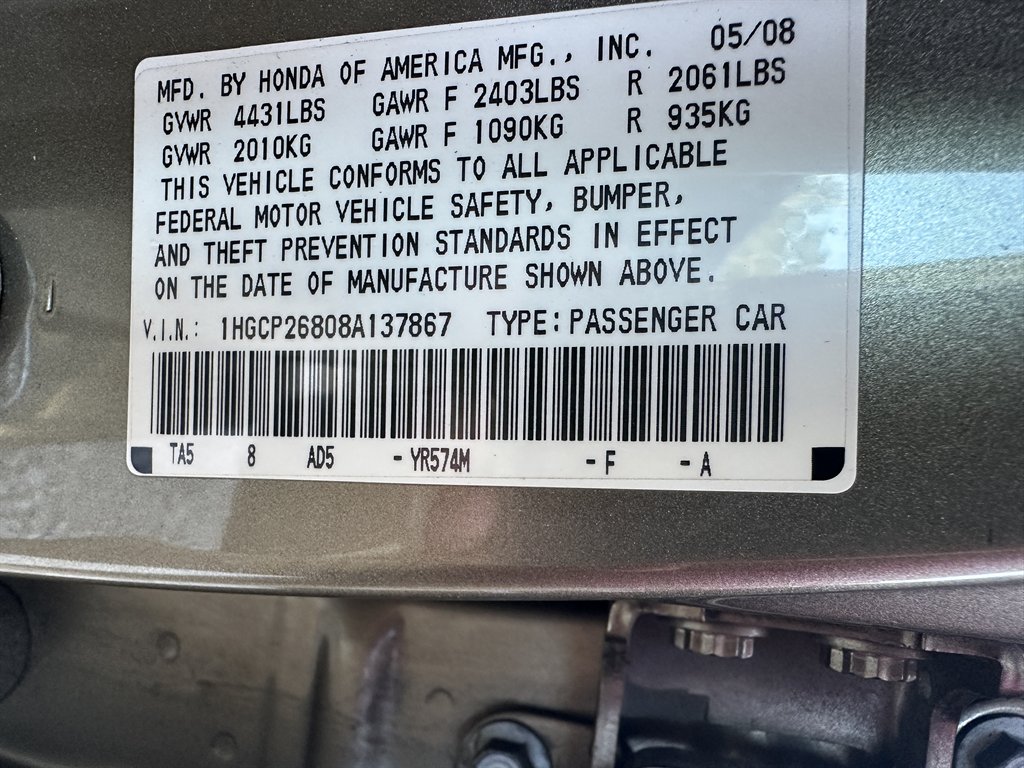 MFD. BY HONDA OF AMERICA MFG., INC. 05/08
GVWR 4431LBS GAWR F 2403LBS R 2061LBS
GVWR 2010KG GAWR F 1090KG R 935KG
THIS VEHICLE CONFORMS TO ALL APPLICABLE
FEDERAL MOTOR VEHICLE SAFETY, BUMPER,
AND THEFT PREVENTION STANDARDS IN EFFECT
ON THE DATE OF MANUFACTURE SHOWN ABOVE.
V.I.N.: 1HGCP26808A137867 TYPE:PASSENGER CAR
TA5 8 AD5 -YR574M -F -A